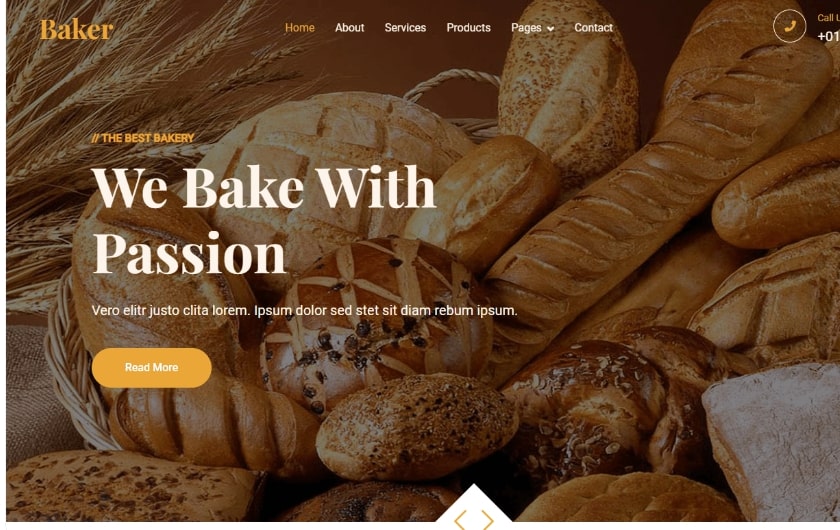 Baker
Home About Services Products Pages Contact
Call
+01
// THE BEST BAKERY
We Bake With
Passion
Vero elitr justo clita lorem. Ipsum dolor sed stet sit diam rebum ipsum.
Read More